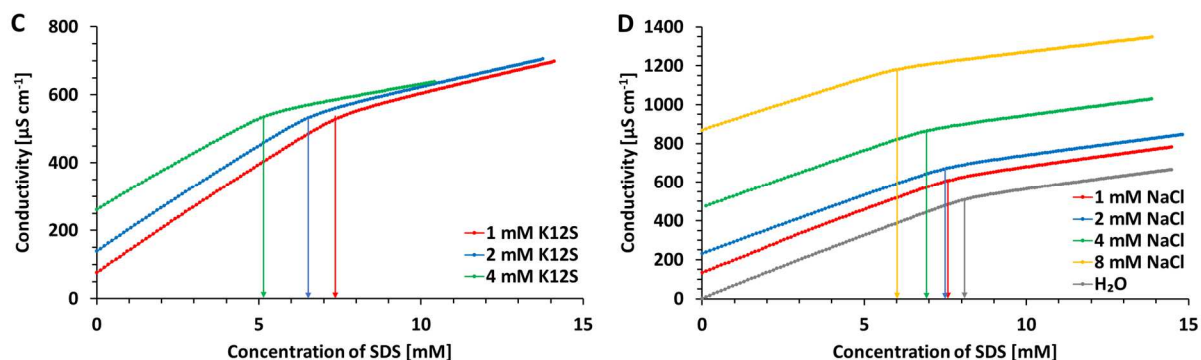 C
800
600
400
200
0
0
5
10
15
Conductivity [µS cm⁻¹]
Concentration of SDS [mM]
1 mM K12S
2 mM K12S
4 mM K12S
D
1400
1200
1000
800
600
400
200
0
0
5
10
15
Conductivity [µS cm⁻¹]
Concentration of SDS [mM]
1 mM NaCl
2 mM NaCl
4 mM NaCl
8 mM NaCl
H₂O